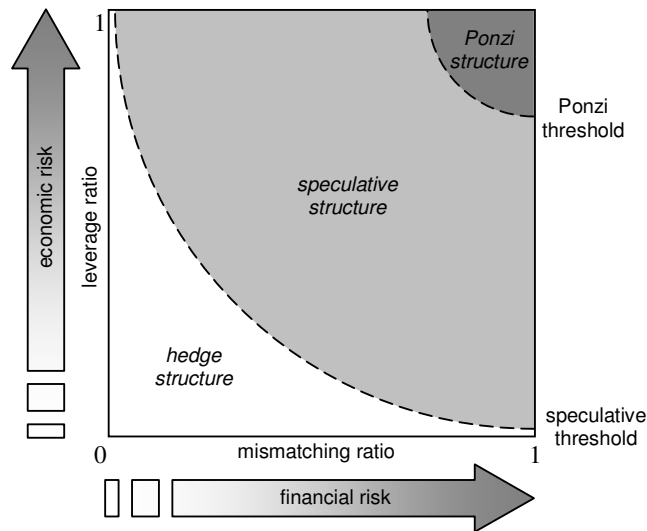 1
Ponzi
structure
Ponzi
threshold
economic risk
leverage ratio
speculative
structure
hedge
structure
speculative
threshold
0
mismatching ratio
1
financial risk